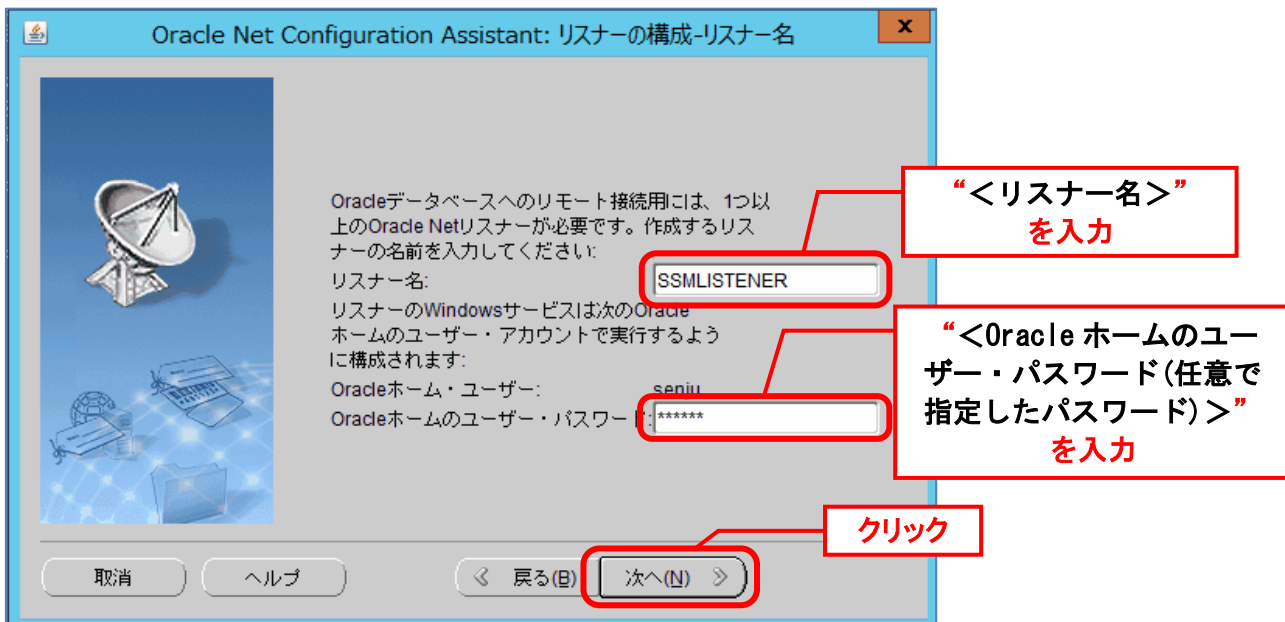 Oracle Net Configuration Assistant: リスナーの構成-リスナー名
x
Oracleデータベースへのリモート接続用には、1つ以
上のOracle Netリスナーが必要です。作成するリス
ナーの名前を入力してください:
リスナー名:
SSMLISTENER
リスナーのWindowsサービスは次のOracle
ホームのユーザー・アカウントで実行するよう
に構成されます:
Oracleホーム・ユーザー:
senju
Oracleホームのユーザー・パスワード:
******
“<リスナー名>”
を入力
“<Oracle ホームのユー
ザー・パスワード(任意で
指定したパスワード)>”
を入力
クリック
取消
ヘルプ
戻る(B)
次へ(N)